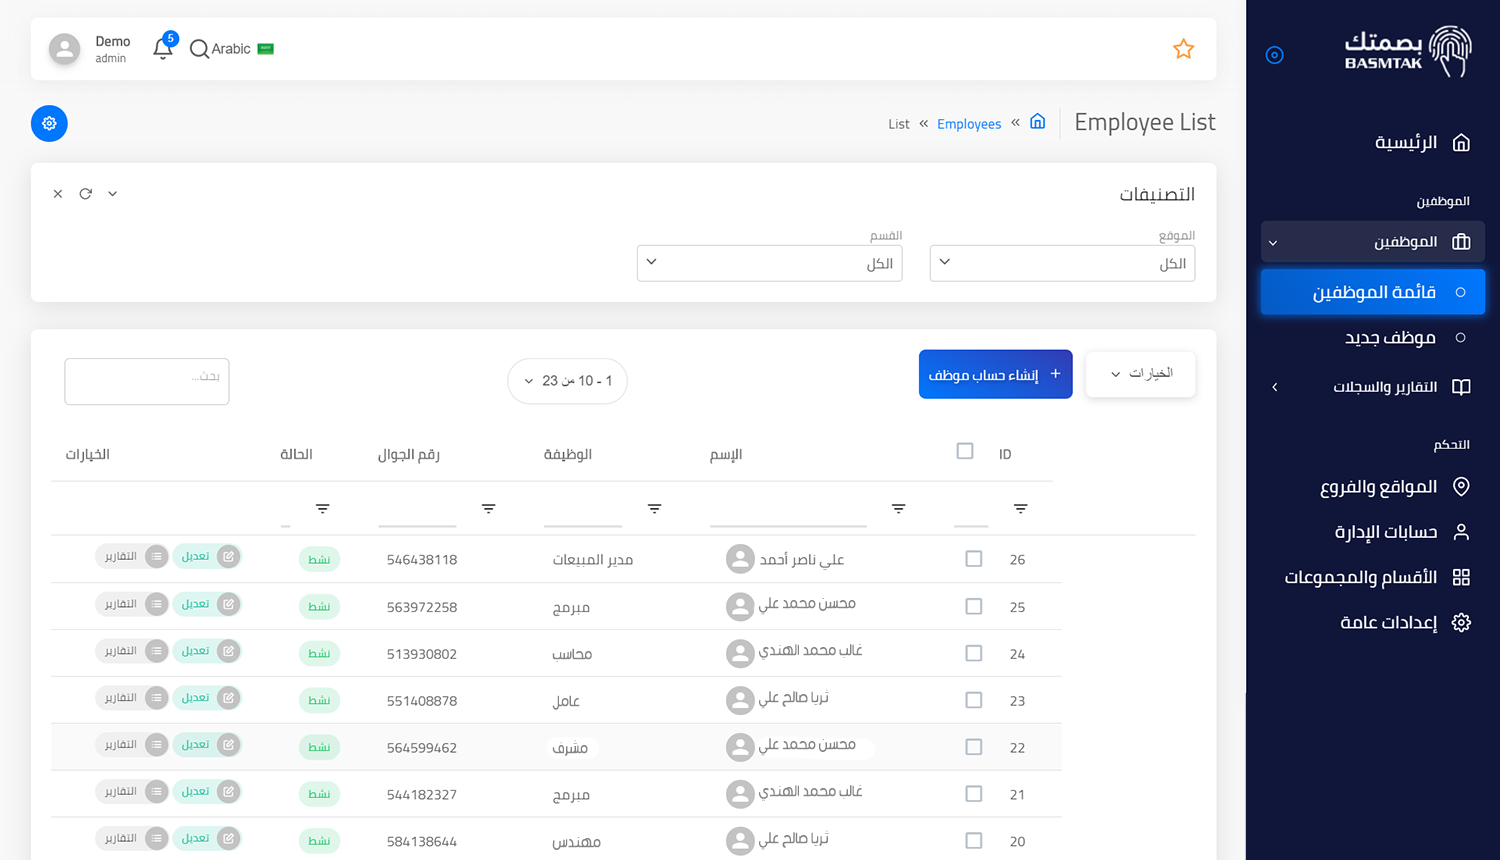 بصمتك
BASMTAK
الرئيسية
الموظفين
الموظفين
قائمة الموظفين
موظف جديد
التقارير والسجلات
التحكم
المواقع والفروع
حسابات الإدارة
الأقسام والمجموعات
إعدادات عامة
Demo
admin
5
Arabic
Employee List
Employees » List »
التصنيفات
الموقع القسم
الكل الكل
الخيارات
+ إنشاء حساب موظف
1 - 10 من 23
بحث...
ID الإسم الوظيفة رقم الجوال الحالة الخيارات
26 علي ناصر أحمد مدير المبيعات 546438118 نشط تعديل التقارير
25 محسن محمد علي مبرمج 563972258 نشط تعديل التقارير
24 غالب محمد الهندي محاسب 513930802 نشط تعديل التقارير
23 ثريا صالح علي عامل 551408878 نشط تعديل التقارير
22 محسن محمد علي مشرف 564599462 نشط تعديل التقارير
21 غالب محمد الهندي مبرمج 544182327 نشط تعديل التقارير
20 ثريا صالح علي مهندس 584138644 نشط تعديل التقارير